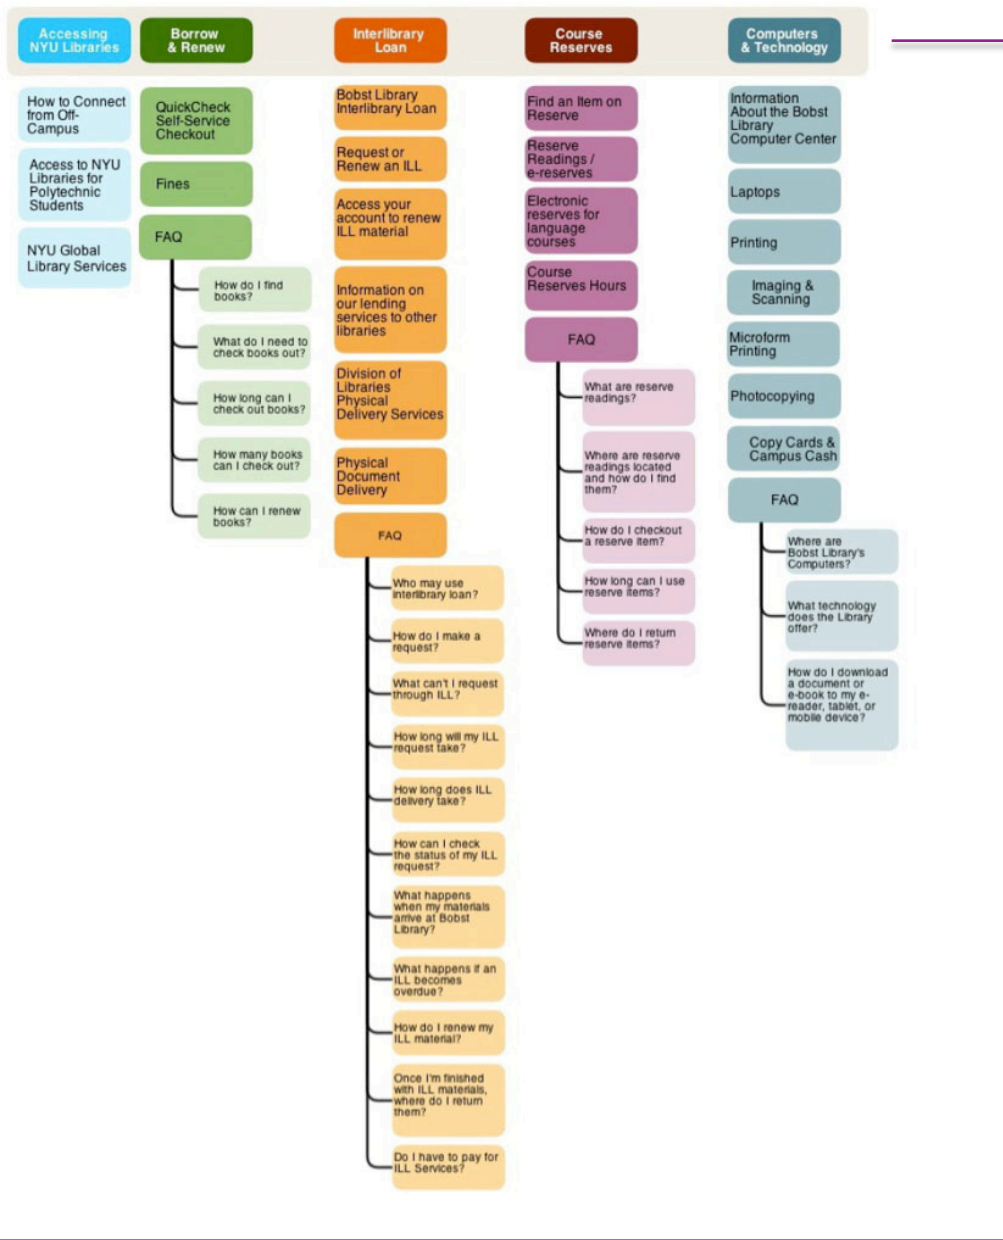 Accessing
NYU Libraries
Borrow
& Renew
Interlibrary
Loan
Course
Reserves
Computers
& Technology
How to Connect
from Off-
Campus
Access to NYU
Libraries for
Polytechnic
Students
NYU Global
Library Services
QuickCheck
Self-Service
Checkout
Fines
FAQ
How do I find
books?
What do I need to
check books out?
How long can I
check out books?
How many books
can I check out?
How can I renew
books?
Bobst Library
Interlibrary Loan
Request or
Renew an ILL
Access your
account to renew
ILL material
Information on
our lending
services to other
libraries
Division of
Libraries
Physical
Delivery Services
Physical
Document
Delivery
FAQ
Who may use
interlibrary loan?
How do I make a
request?
What can't I request
through ILL?
How long will my ILL
request take?
How long does ILL
delivery take?
How can I check
the status of my ILL
request?
What happens
when my materials
arrive at Bobst
Library?
What happens if an
ILL becomes
overdue?
How do I renew my
ILL material?
Once I'm finished
with ILL materials,
where do I return
them?
Do I have to pay for
ILL Services?
Find an Item on
Reserve
Reserve
Readings /
e-reserves
Electronic
reserves for
language
courses
Course
Reserves Hours
FAQ
What are reserve
readings?
Where are reserve
readings located
and how do I find
them?
How do I checkout
a reserve item?
How long can I use
reserve items?
Where do I return
reserve items?
Information
About the Bobst
Library
Computer Center
Laptops
Printing
Imaging &
Scanning
Microform
Printing
Photocopying
Copy Cards &
Campus Cash
FAQ
Where are
Bobst Library's
Computers?
What technology
does the Library
offer?
How do I download
a document or
e-book to my e-
reader, tablet, or
mobile device?